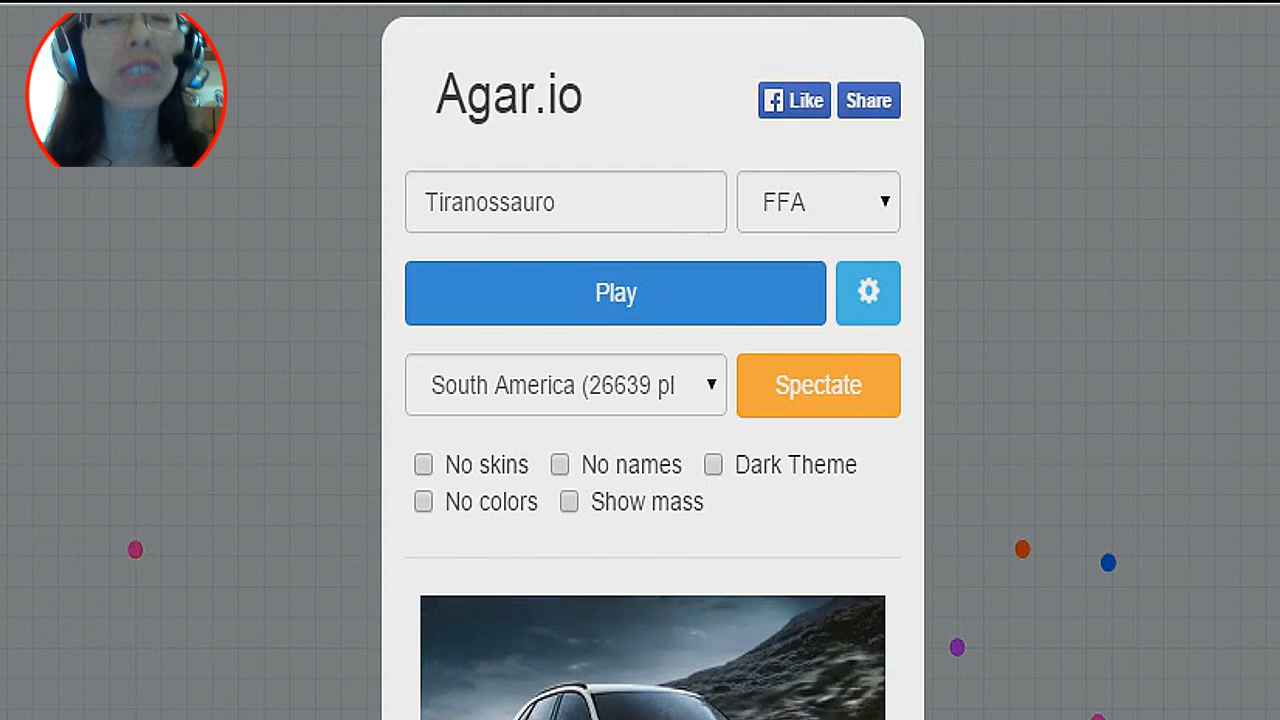 Agar.io
Like Share
Tiranossauro FFA
Play
South America (26639 pl Spectate
No skins No names Dark Theme
No colors Show mass